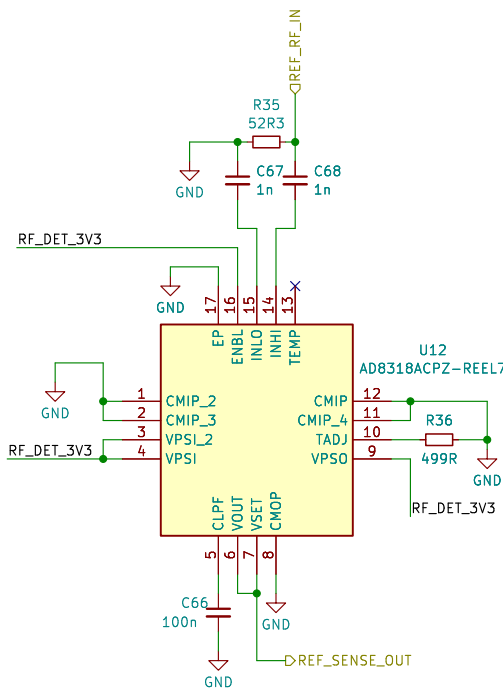 REF_RF_IN
R35
52R3
C67
1n
C68
1n
GND
RF_DET_3V3
GND
17
16
15
14
13
EP
ENBL
INLO
INHI
TEMP
U12
AD8318ACPZ-REEL7
GND
1
CMIP_2
2
CMIP_3
3
VPSI_2
4
VPSI
RF_DET_3V3
CMIP
12
CMIP_4
11
TADJ
10
VPSO
9
R36
499R
GND
RF_DET_3V3
CLPF
VOUT
VSET
CMOP
5
6
7
8
C66
100n
GND
GND
REF_SENSE_OUT